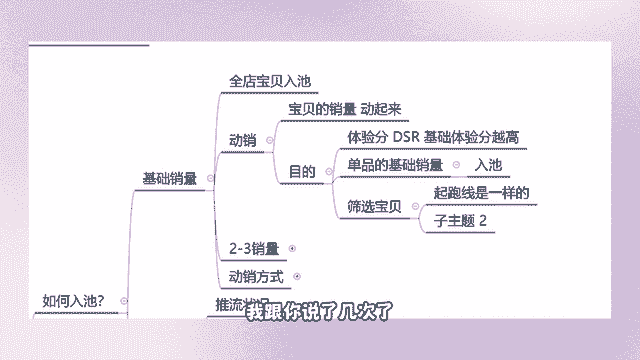 全店宝贝入池
宝贝的销量 动起来
动销
体验分 DSR 基础体验分越高
目的
单品的基础销量
入池
基础销量
起跑线是一样的
筛选宝贝
子主题 2
2-3销量
动销方式
如何入池?
推流
我跟你说了几次了